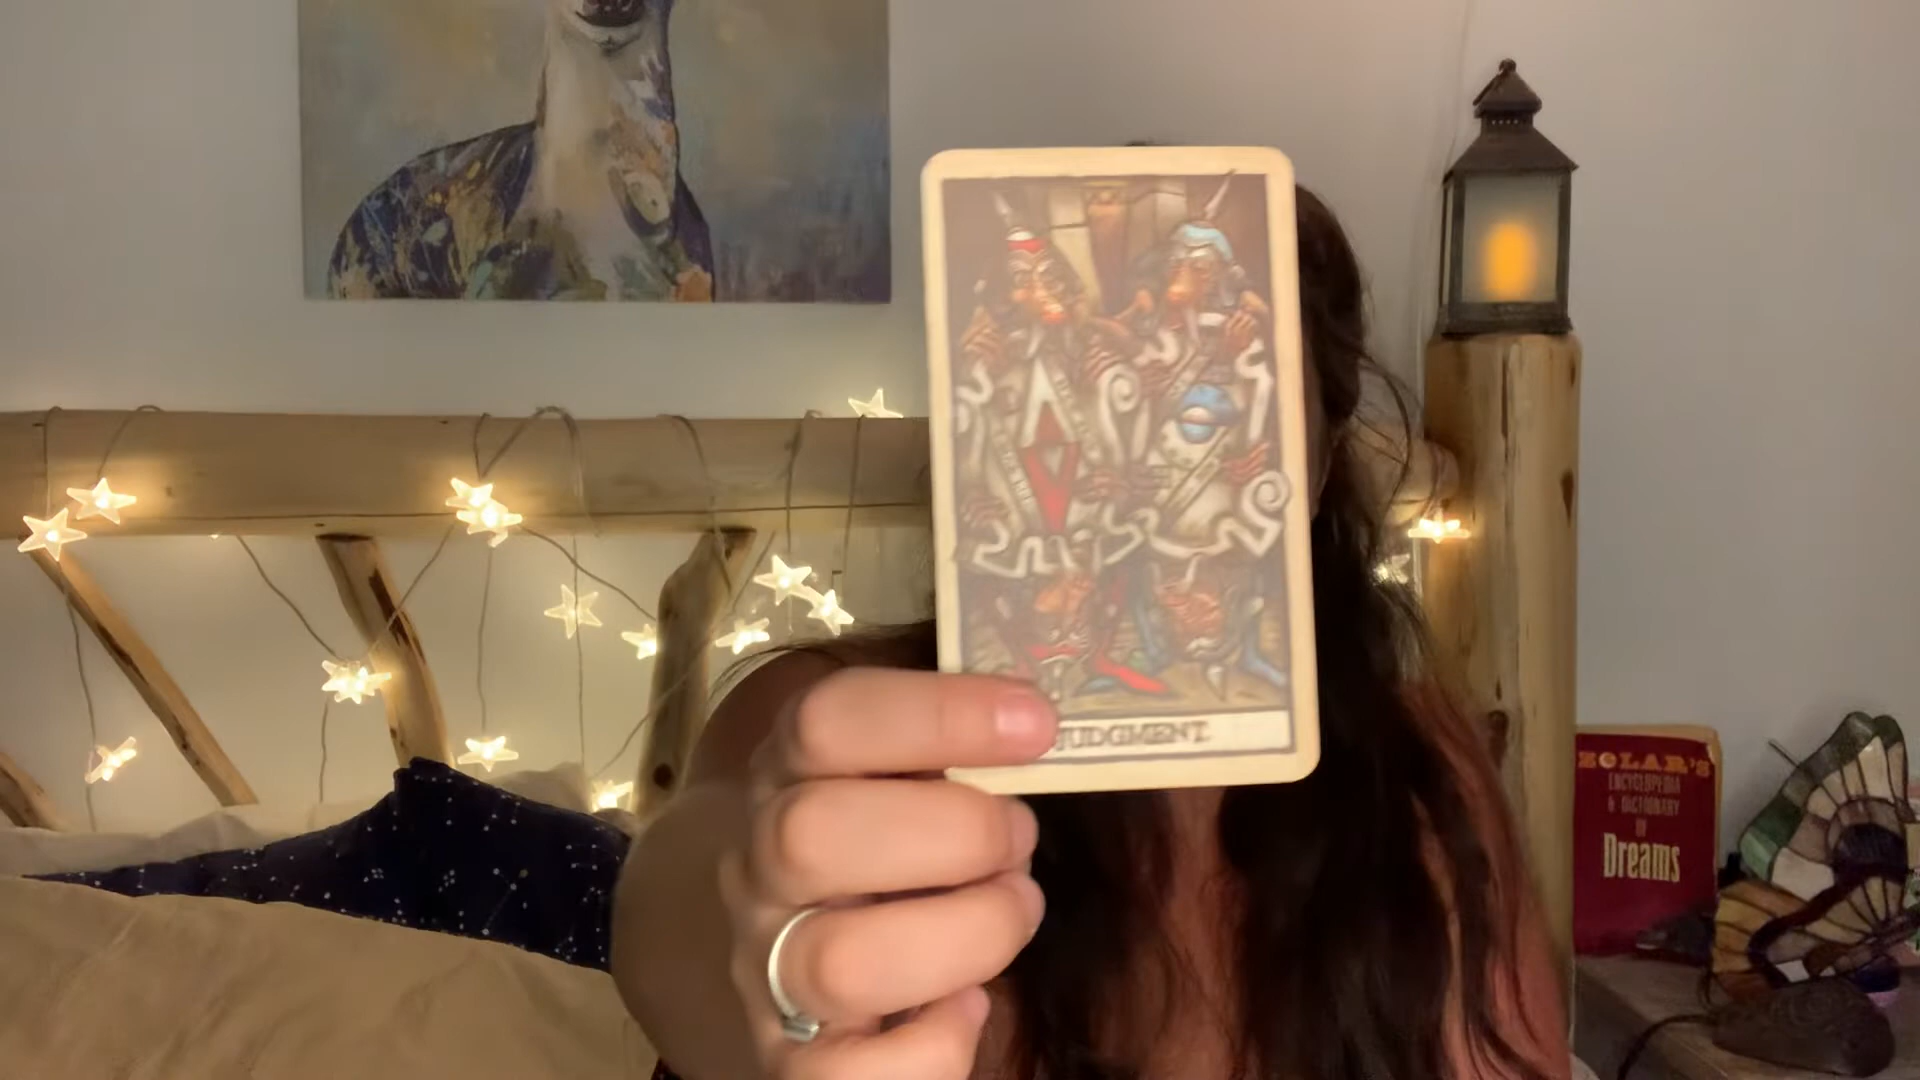 JUDGMENT.
ZOLAR'S
ENCYCLOPEDIA
& DICTIONARY
OF
Dreams